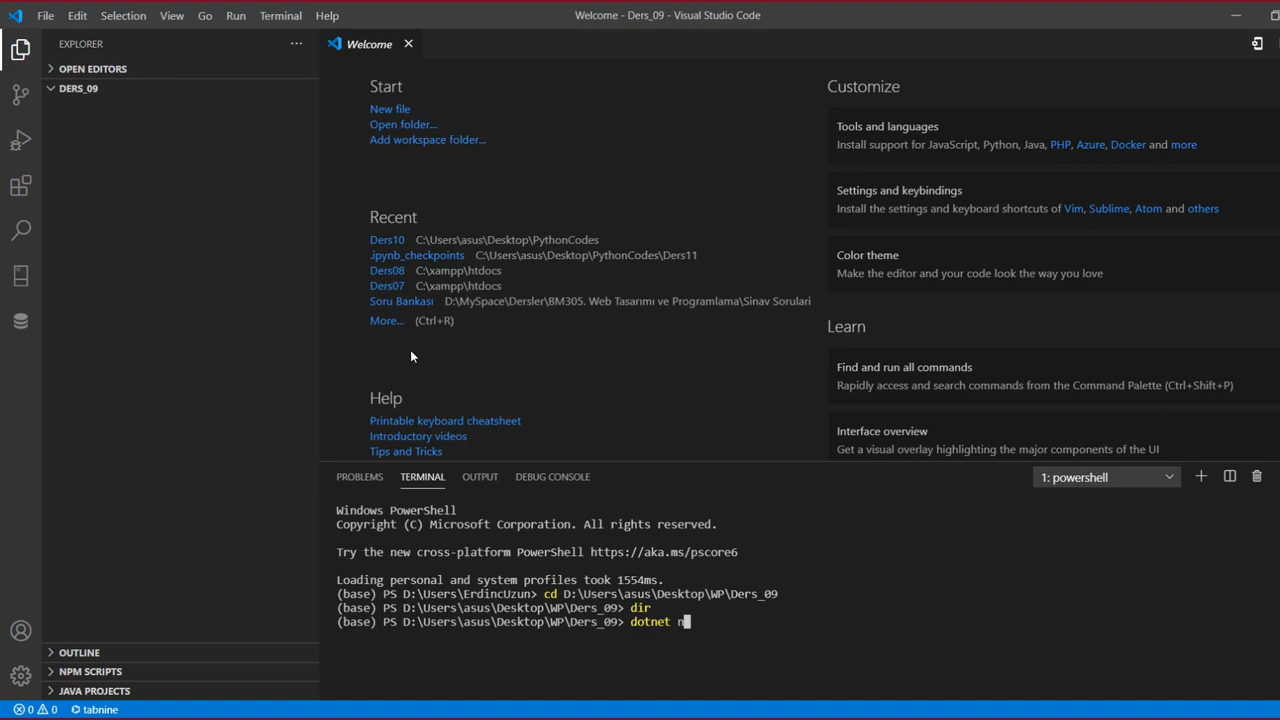 File Edit Selection View Go Run Terminal Help
Welcome - Ders_09 - Visual Studio Code
EXPLORER
OPEN EDITORS
DERS_09
Welcome
Start
New file
Open folder...
Add workspace folder...
Recent
Ders10 C:\Users\asus\Desktop\PythonCodes
.ipynb_checkpoints C:\Users\asus\Desktop\PythonCodes\Ders11
Ders08 C:\xampp\htdocs
Ders07 C:\xampp\htdocs
Soru Bankası D:\MySpace\Dersler\BM305. Web Tasarımı ve Programlama\Sinav Sorulari
More... (Ctrl+R)
Help
Printable keyboard cheatsheet
Introductory videos
Tips and Tricks
Customize
Tools and languages
Install support for JavaScript, Python, Java, PHP, Azure, Docker and more
Settings and keybindings
Install the settings and keyboard shortcuts of Vim, Sublime, Atom and others
Color theme
Make the editor and your code look the way you love
Learn
Find and run all commands
Rapidly access and search commands from the Command Palette (Ctrl+Shift+P)
Interface overview
Get a visual overlay highlighting the major components of the UI
PROBLEMS TERMINAL OUTPUT DEBUG CONSOLE
1: powershell
Windows PowerShell
Copyright (C) Microsoft Corporation. All rights reserved.
Try the new cross-platform PowerShell https://aka.ms/pscore6
Loading personal and system profiles took 1554ms.
(base) PS D:\Users\ErdincUzun> cd D:\Users\asus\Desktop\WP\Ders_09
(base) PS D:\Users\asus\Desktop\WP\Ders_09> dir
(base) PS D:\Users\asus\Desktop\WP\Ders_09> dotnet n
OUTLINE
NPM SCRIPTS
JAVA PROJECTS
0 0 tabnine